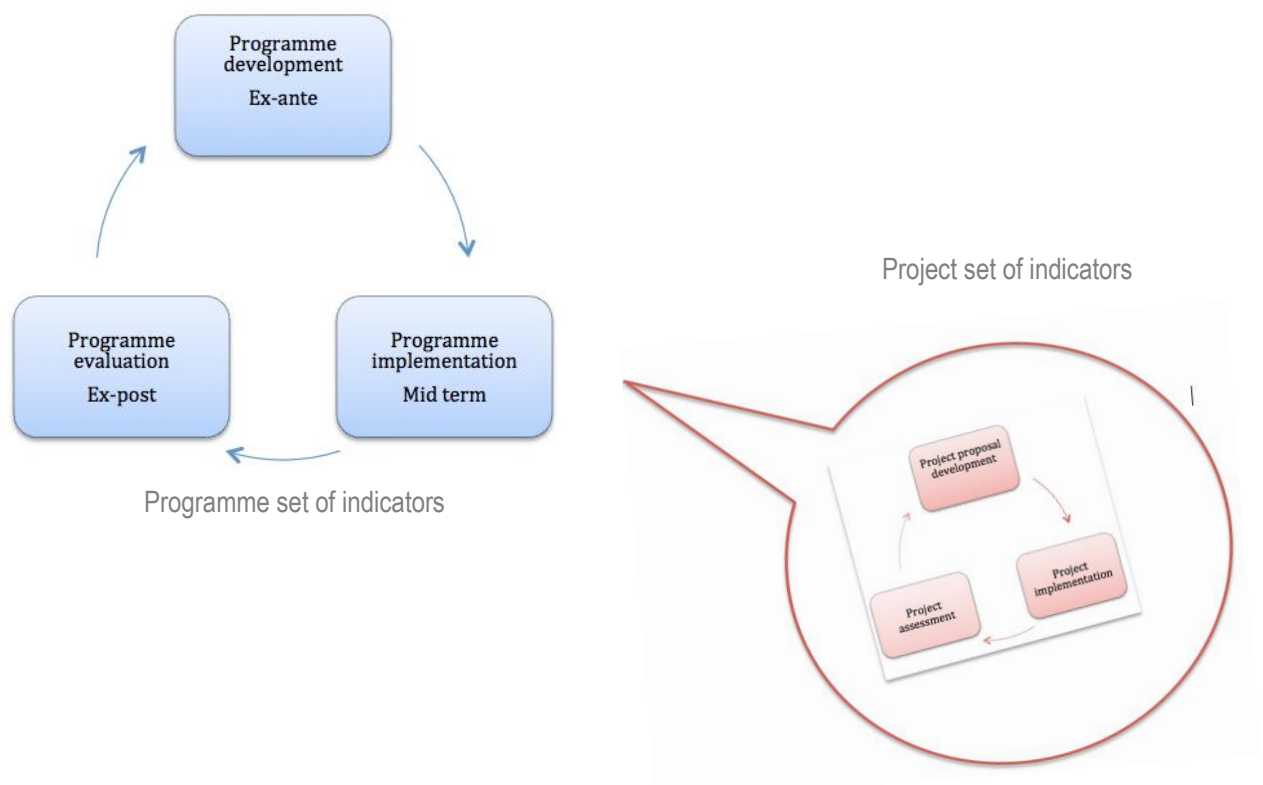 Programme
development
Ex-ante
Programme
evaluation
Ex-post
Programme
implementation
Mid term
Programme set of indicators
Project set of indicators
Project proposal
development
Project
implementation
Project
assessment